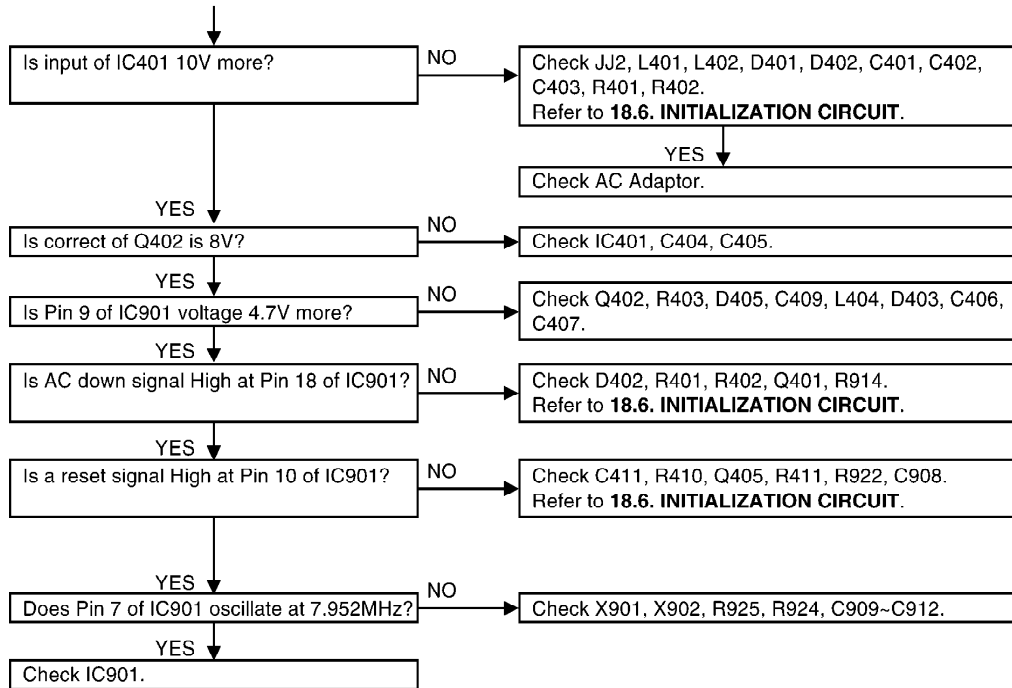 Is input of IC401 10V more?
NO
Check JJ2, L401, L402, D401, D402, C401, C402,
C403, R401, R402.
Refer to 18.6. INITIALIZATION CIRCUIT.
YES
Check AC Adaptor.
YES
Is correct of Q402 is 8V?
NO
Check IC401, C404, C405.
YES
Is Pin 9 of IC901 voltage 4.7V more?
NO
Check Q402, R403, D405, C409, L404, D403, C406,
C407.
YES
Is AC down signal High at Pin 18 of IC901?
NO
Check D402, R401, R402, Q401, R914.
Refer to 18.6. INITIALIZATION CIRCUIT.
YES
Is a reset signal High at Pin 10 of IC901?
NO
Check C411, R410, Q405, R411, R922, C908.
Refer to 18.6. INITIALIZATION CIRCUIT.
YES
Does Pin 7 of IC901 oscillate at 7.952MHz?
NO
Check X901, X902, R925, R924, C909~C912.
YES
Check IC901.